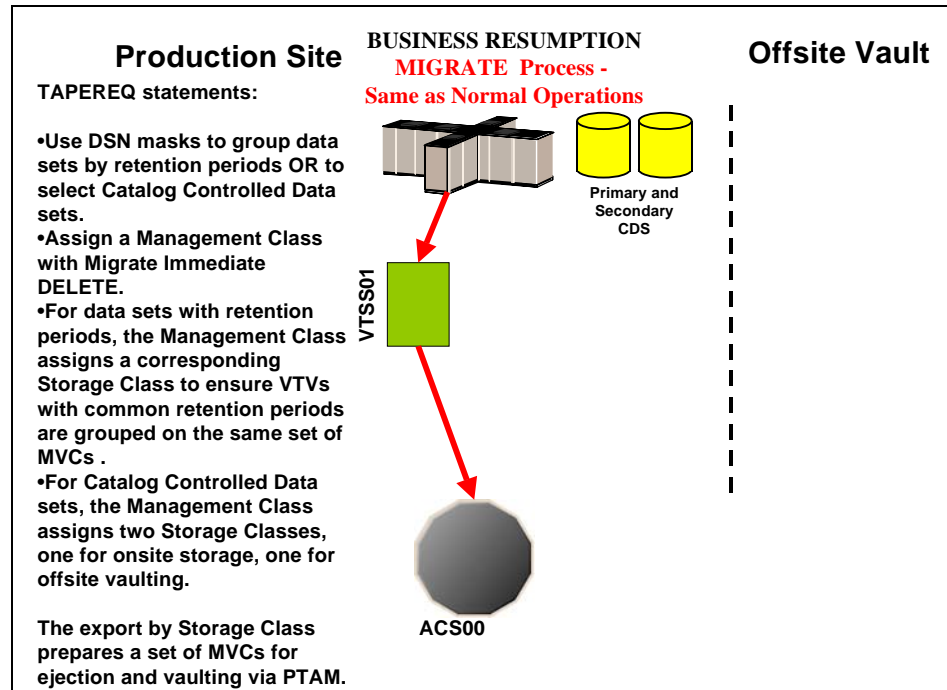 Production Site
BUSINESS RESUMPTION
MIGRATE Process -
Same as Normal Operations
Offsite Vault
TAPEREQ statements:
•Use DSN masks to group data
sets by retention periods OR to
select Catalog Controlled Data
sets.
•Assign a Management Class
with Migrate Immediate
DELETE.
•For data sets with retention
periods, the Management Class
assigns a corresponding
Storage Class to ensure VTVs
with common retention periods
are grouped on the same set of
MVCs .
•For Catalog Controlled Data
sets, the Management Class
assigns two Storage Classes,
one for onsite storage, one for
offsite vaulting.
The export by Storage Class
prepares a set of MVCs for
ejection and vaulting via PTAM.
Primary and
Secondary
CDS
VTSS01
ACS00